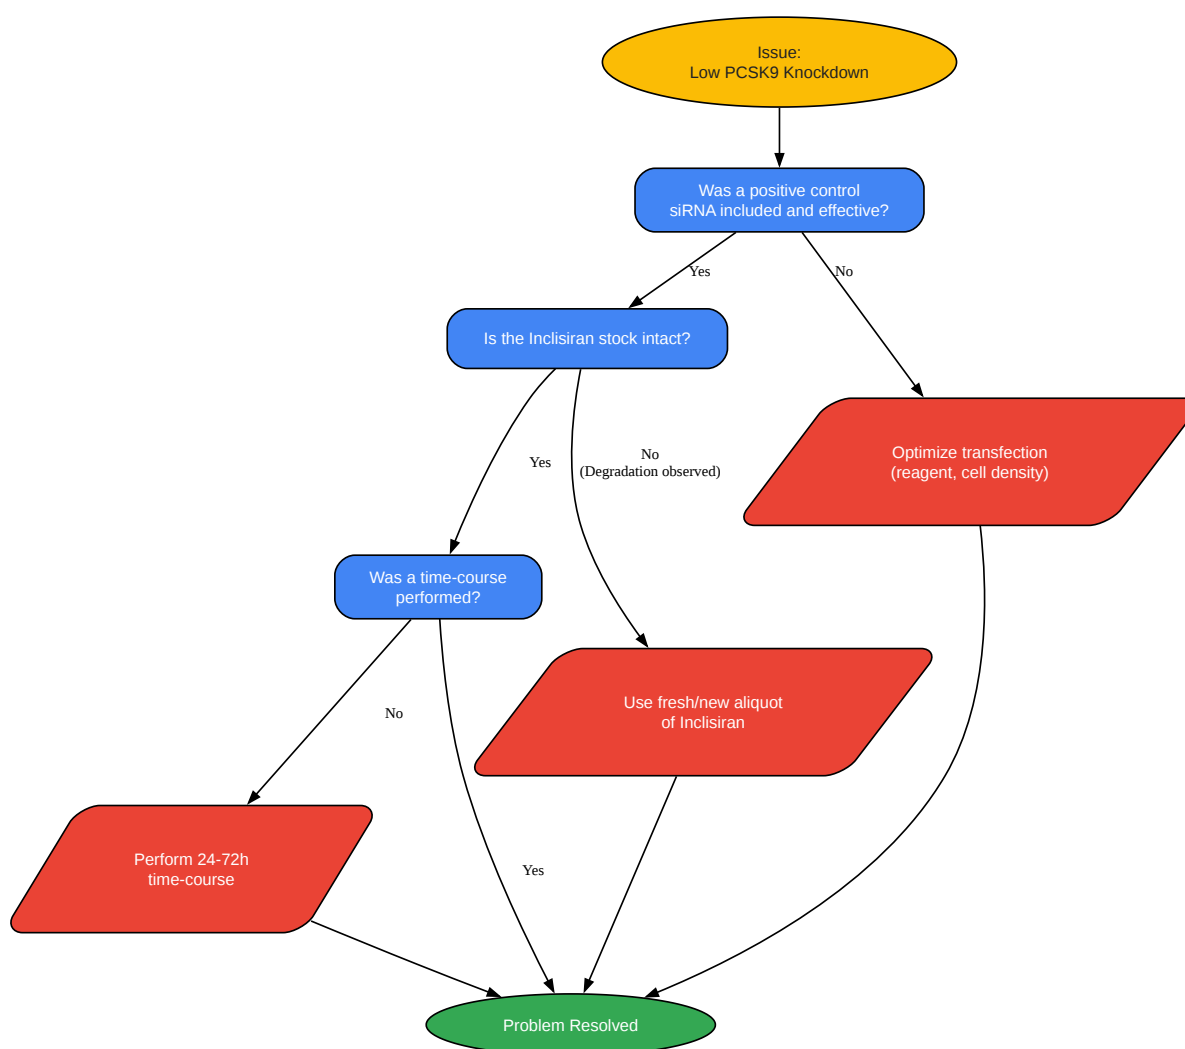 Issue:
Low PCSK9 Knockdown
Was a positive control
siRNA included and effective?
Yes
No
Is the Inclisiran stock intact?
Optimize transfection
(reagent, cell density)
Yes
No
(Degradation observed)
Was a time-course
performed?
Use fresh/new aliquot
of Inclisiran
No
Perform 24-72h
time-course
Yes
Problem Resolved